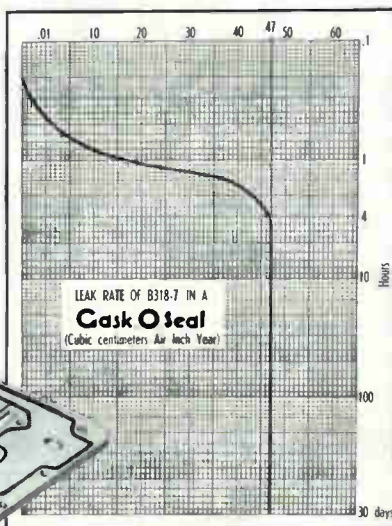 .01 10 20 30 40 47 50 60
.1
1
4
10
LEAK RATE OF B318-7 IN A
Gask O Seal
(Cubic centimeters Air Inch Year)
Hours
100
30 days